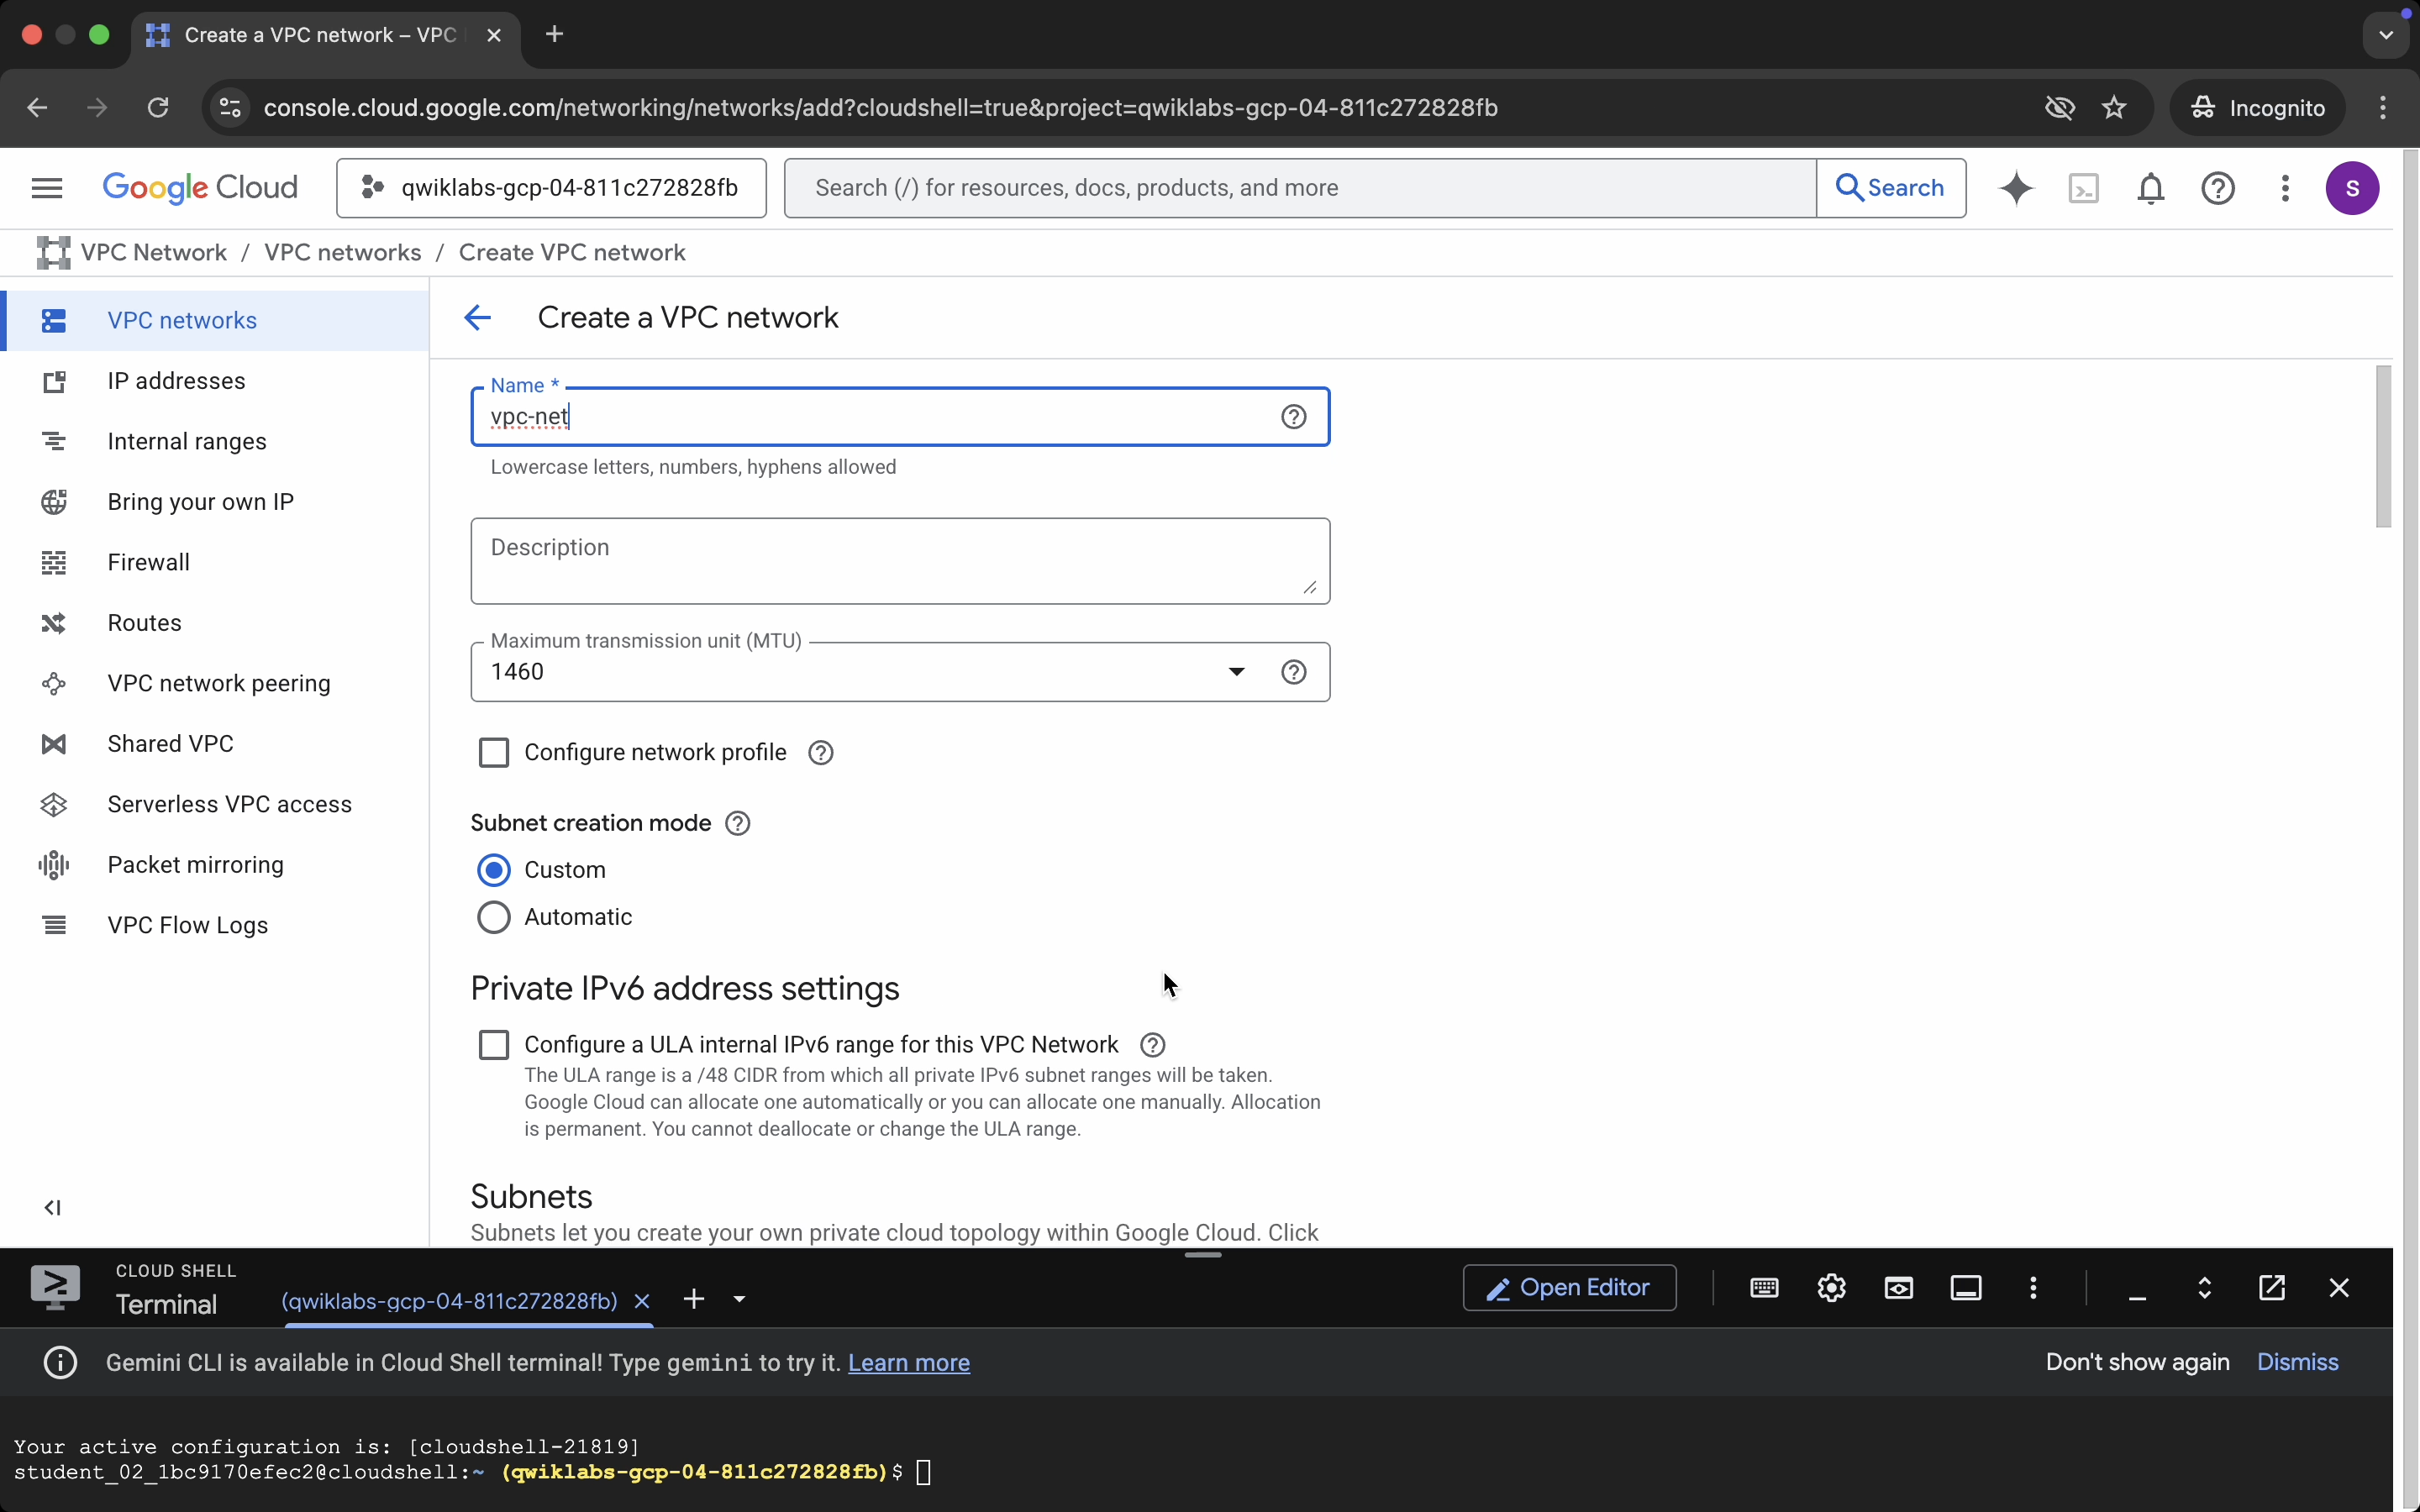 Create a VPC network – VPC
console.cloud.google.com/networking/networks/add?cloudshell=true&project=qwiklabs-gcp-04-811c272828fb
Incognito
Google Cloud
qwiklabs-gcp-04-811c272828fb
Search (/) for resources, docs, products, and more
Search
S
VPC Network / VPC networks / Create VPC network
VPC networks
IP addresses
Internal ranges
Bring your own IP
Firewall
Routes
VPC network peering
Shared VPC
Serverless VPC access
Packet mirroring
VPC Flow Logs
Create a VPC network
Name *
vpc-net
Lowercase letters, numbers, hyphens allowed
Description
Maximum transmission unit (MTU)
1460
Configure network profile
Subnet creation mode
Custom
Automatic
Private IPv6 address settings
Configure a ULA internal IPv6 range for this VPC Network
The ULA range is a /48 CIDR from which all private IPv6 subnet ranges will be taken.
Google Cloud can allocate one automatically or you can allocate one manually. Allocation
is permanent. You cannot deallocate or change the ULA range.
Subnets
Subnets let you create your own private cloud topology within Google Cloud. Click
CLOUD SHELL
Terminal
(qwiklabs-gcp-04-811c272828fb)
Open Editor
Gemini CLI is available in Cloud Shell terminal! Type gemini to try it. Learn more
Don't show again
Dismiss
Your active configuration is: [cloudshell-21819]
student_02_1bc9170efec2@cloudshell:~ (qwiklabs-gcp-04-811c272828fb)$